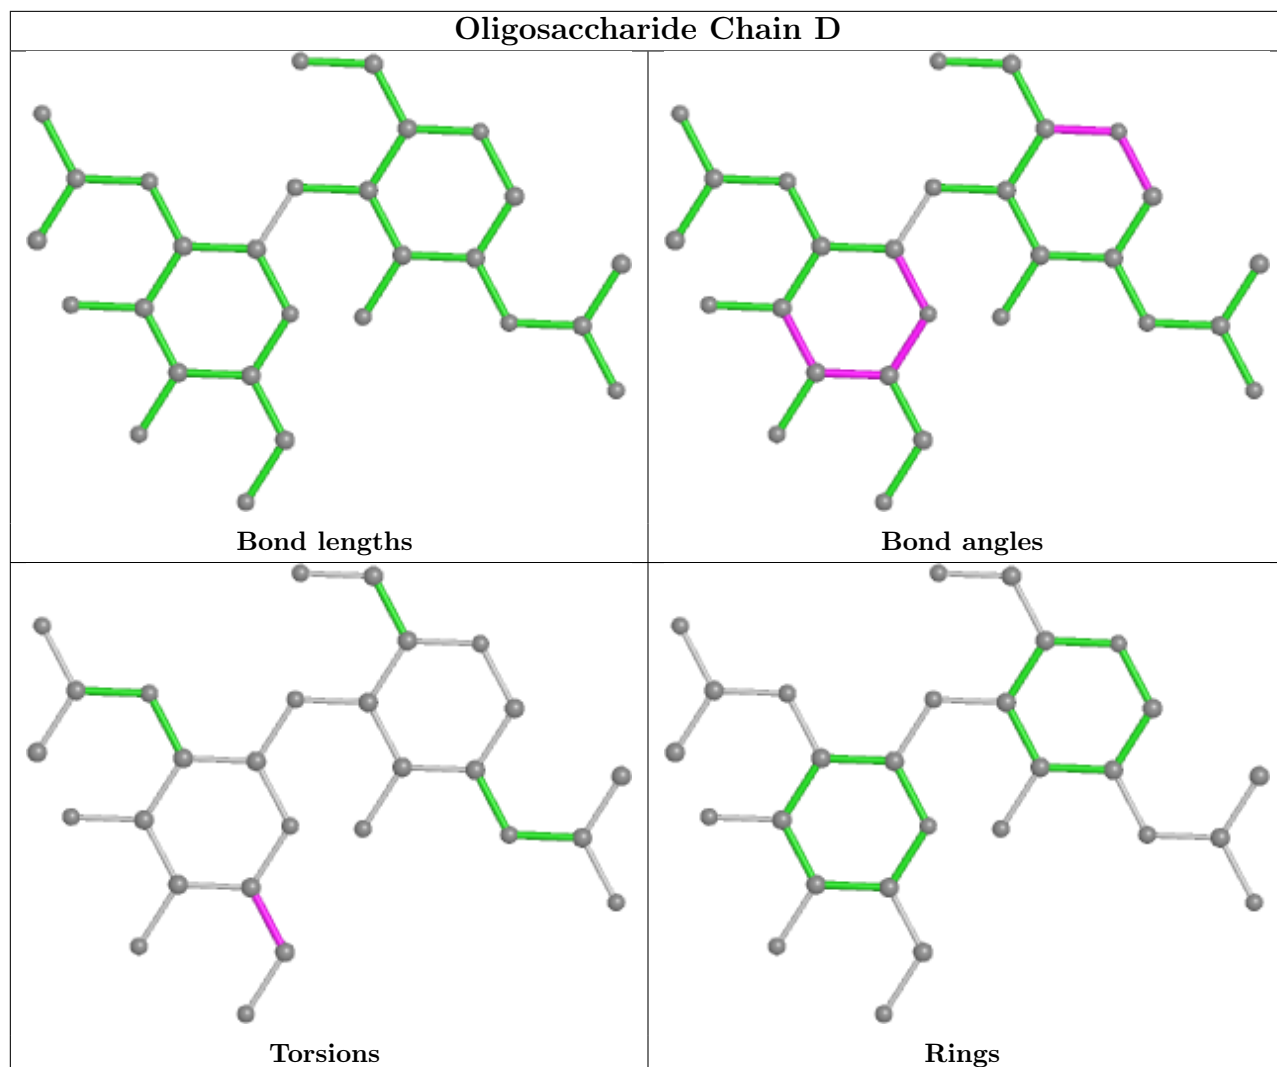 Oligosaccharide Chain D
Bond lengths
Bond angles
Torsions
Rings